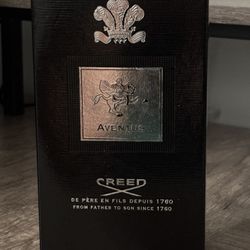 AVENTUS
CREED
DE PÈRE EN FILS DEPUIS 1760
FROM FATHER TO SON SINCE 1760